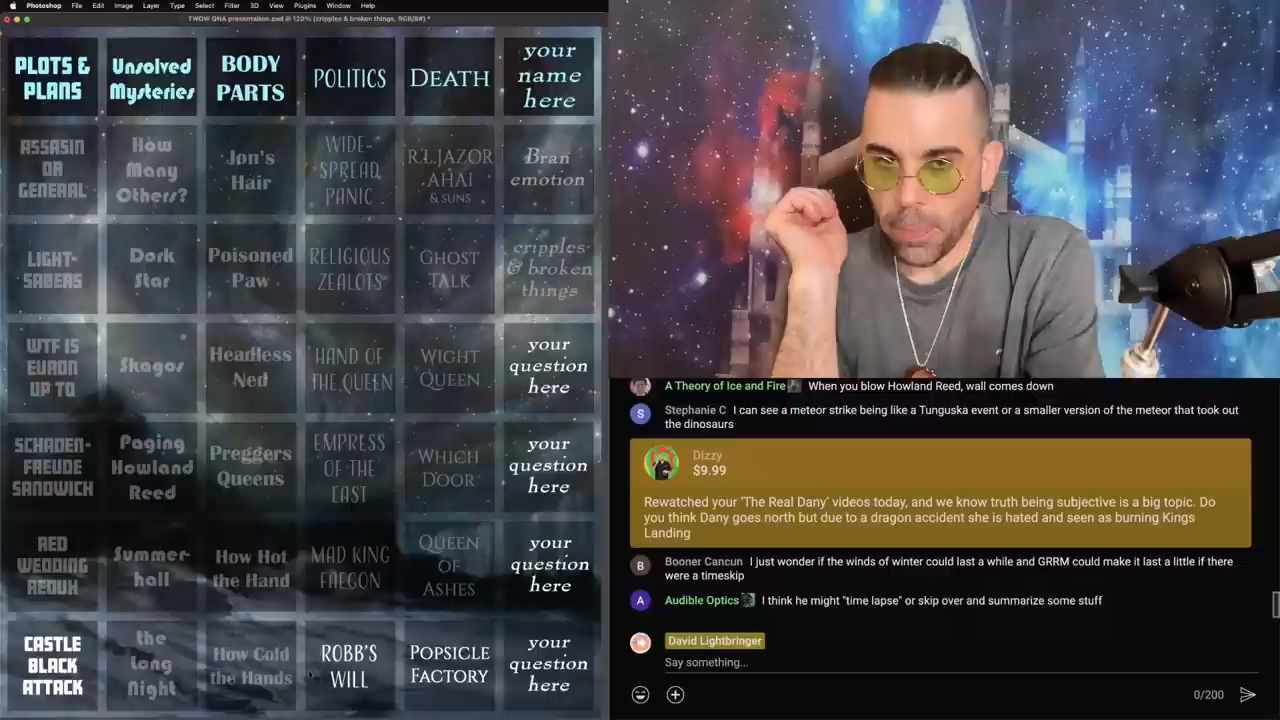 Photoshop File Edit Image Layer Type Select Filter 3D View Plugins Window Help
TWOW QNA presentaiton.psd @ 120% (cripples & broken things, RGB/8#) *
PLOTS &
PLANS
Unsolved
Mysteries
BODY
PARTS
POLITICS
DEATH
your
name
here
ASSASIN
OR
GENERAL
How
Many
Others?
Jon's
Hair
WIDE-
SPREAD
PANIC
R.L.JAZOR
AHAI
& SUNS
Bran
emotion
LIGHT-
SABERS
Dark
Star
Poisoned
Paw
RELIGIOUS
ZEALOTS
GHOST
TALK
cripples
& broken
things
WTF IS
EURON
UP TO
Skagos
Headless
Ned
HAND OF
THE QUEEN
WIGHT
QUEEN
your
question
here
SCHADEN-
FREUDE
SANDWICH
Paging
Howland
Reed
Preggers
Queens
EMPRESS
OF THE
EAST
WHICH
DOOR
your
question
here
RED
WEDDING
REDUX
Summer-
hall
How Hot
the Hand
MAD KING
FAEGON
QUEEN
OF
ASHES
your
question
here
CASTLE
BLACK
ATTACK
the
Long
Night
How Cold
the Hands
ROBB'S
WILL
POPSICLE
FACTORY
your
question
here
A Theory of Ice and Fire When you blow Howland Reed, wall comes down
S Stephanie C I can see a meteor strike being like a Tunguska event or a smaller version of the meteor that took out
the dinosaurs
Dizzy
$9.99
Rewatched your 'The Real Dany' videos today, and we know truth being subjective is a big topic. Do
you think Dany goes north but due to a dragon accident she is hated and seen as burning Kings
Landing
B Booner Cancun I just wonder if the winds of winter could last a while and GRRM could make it last a little if there
were a timeskip
A Audible Optics I think he might "time lapse" or skip over and summarize some stuff
David Lightbringer
Say something...
0/200